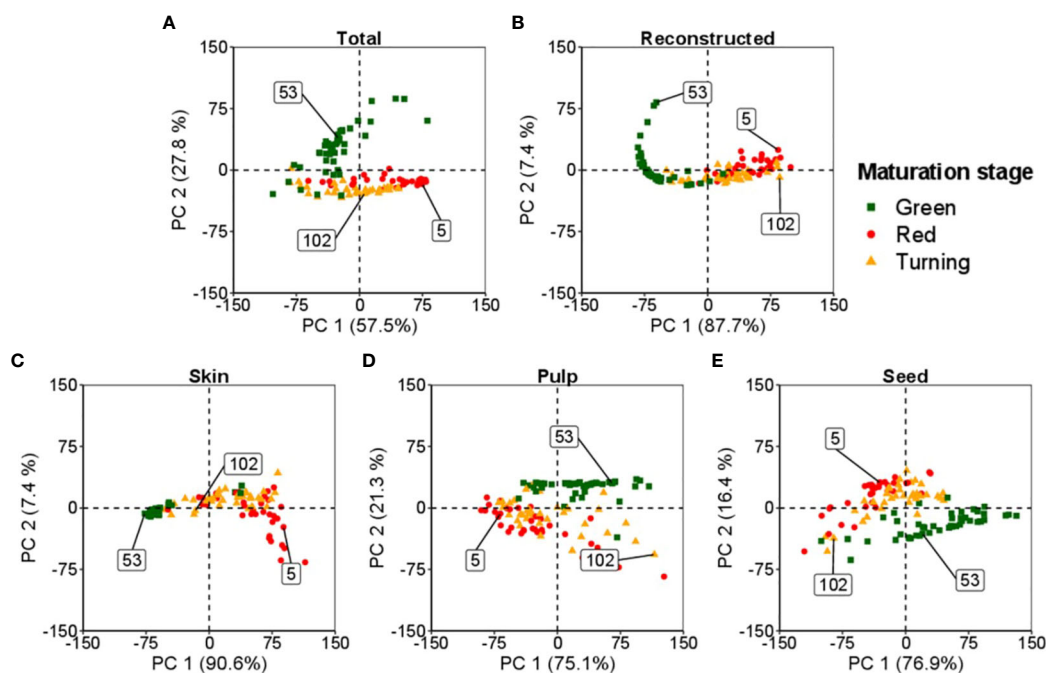 A
Total
150
75
0
-75
-150
PC 2 (27.8 %)
53
102
5
-150
-75
0
75
150
PC 1 (57.5%)
B
Reconstructed
150
75
0
-75
-150
PC 2 (7.4 %)
53
5
102
-150
-75
0
75
150
PC 1 (87.7%)
Maturation stage
Green
Red
Turning
C
Skin
150
75
0
-75
-150
PC 2 (7.4 %)
102
53
5
-150
-75
0
75
150
PC 1 (90.6%)
D
Pulp
150
75
0
-75
-150
PC 2 (21.3 %)
53
5
102
-150
-75
0
75
150
PC 1 (75.1%)
E
Seed
150
75
0
-75
-150
PC 2 (16.4 %)
5
102
53
-150
-75
0
75
150
PC 1 (76.9%)